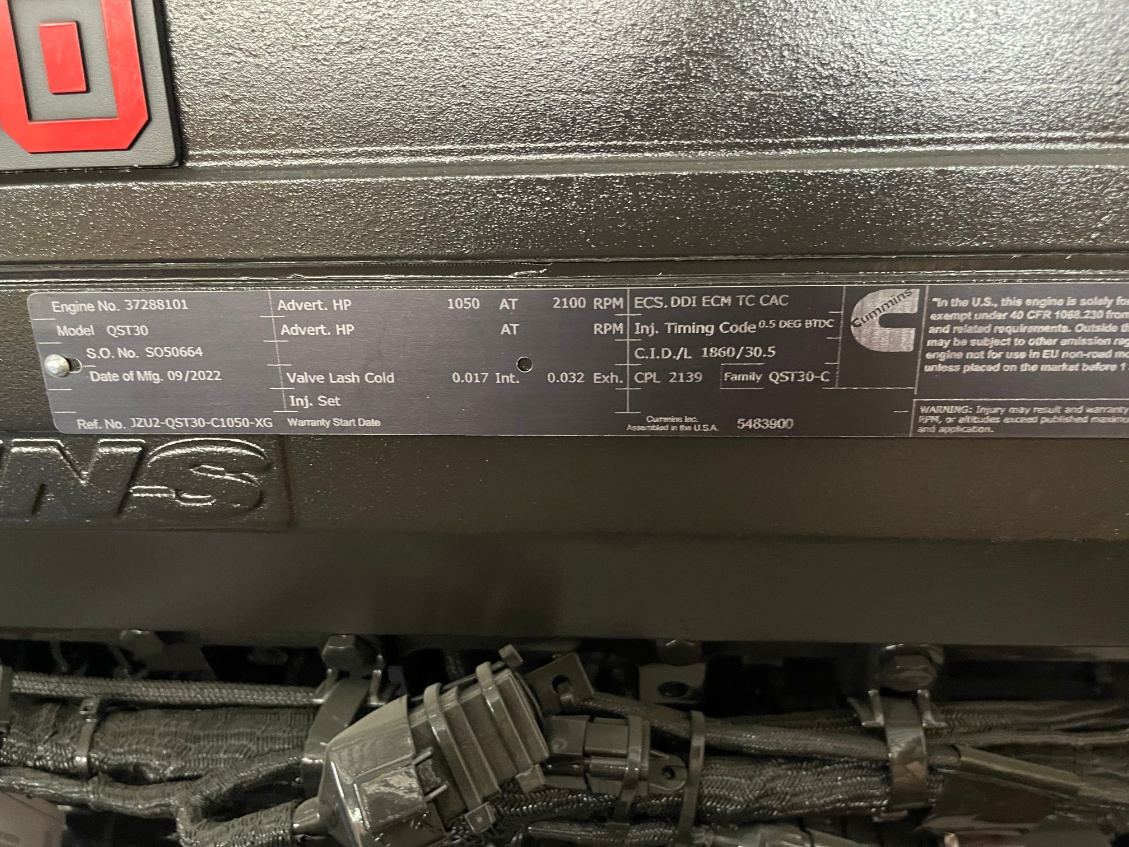 0
Engine No. 37288101
Model QST30
S.O. No. SO50664
Date of Mfg. 09/2022
Ref. No. JZU2-QST30-C1050-XG
Advert. HP 1050 AT 2100 RPM
Advert. HP AT RPM
Valve Lash Cold 0.017 Int. 0.032 Exh.
Inj. Set
Warranty Start Date
ECS. DDI ECM TC CAC
Inj. Timing Code 0.5 DEG BTDC
C.I.D./L 1860/30.5
CPL 2139 Family QST30-C
Cummins Inc.
Assembled in the U.S.A. 5483900
Cummins
"In the U.S., this engine is solely fo
exempt under 40 CFR 1068.230 from
and related requirements. Outside th
may be subject to other emission reg
engine not for use in EU non-road mo
unless placed on the market before 1
WARNING: Injury may result and warranty
RPM, or altitudes exceed published maximu
and application.
NS